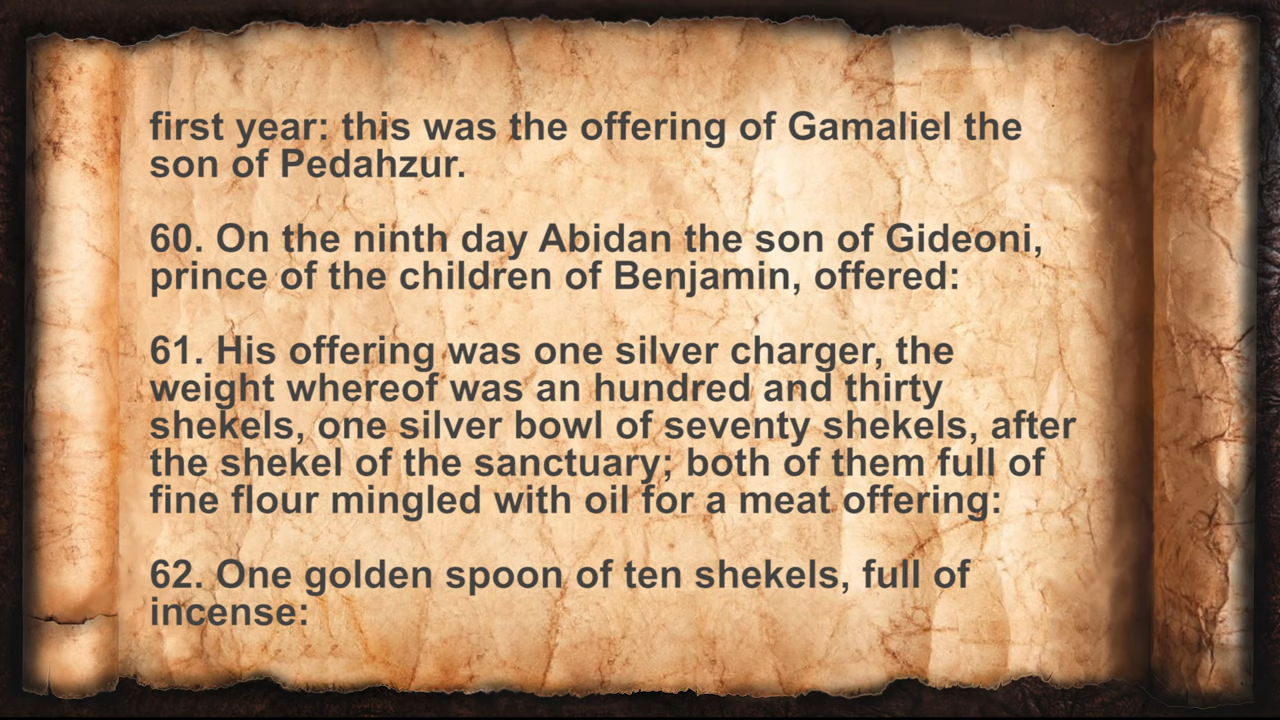 first year: this was the offering of Gamaliel the
son of Pedahzur.
60. On the ninth day Abidan the son of Gideoni,
prince of the children of Benjamin, offered:
61. His offering was one silver charger, the
weight whereof was an hundred and thirty
shekels, one silver bowl of seventy shekels, after
the shekel of the sanctuary; both of them full of
fine flour mingled with oil for a meat offering:
62. One golden spoon of ten shekels, full of
incense: